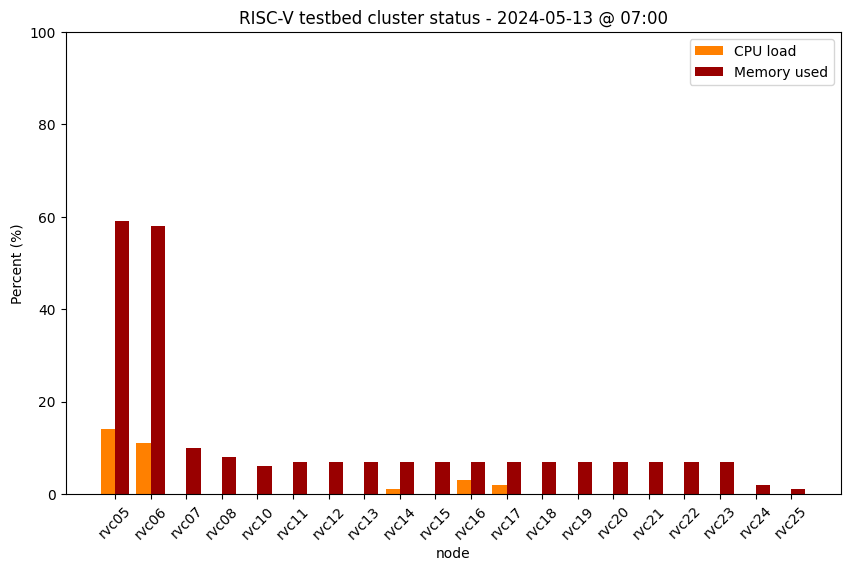 RISC-V testbed cluster status - 2024-05-13 @ 07:00
CPU load
Memory used
Percent (%)
100
80
60
40
20
0
rvc05
rvc06
rvc07
rvc08
rvc10
rvc11
rvc12
rvc13
rvc14
rvc15
rvc16
rvc17
rvc18
rvc19
rvc20
rvc21
rvc22
rvc23
rvc24
rvc25
node